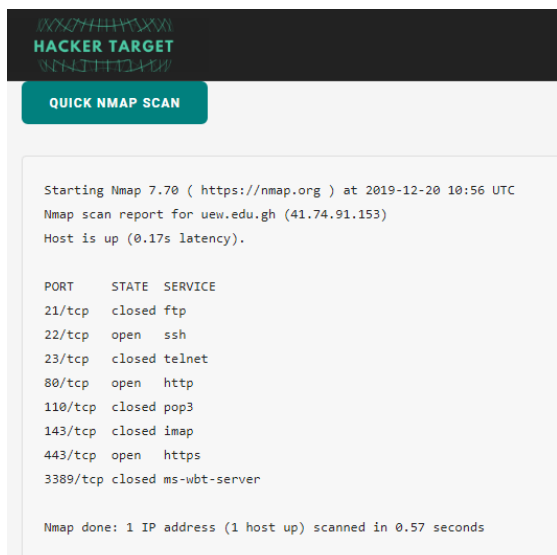 HACKER TARGET
QUICK NMAP SCAN
Starting Nmap 7.70 ( https://nmap.org ) at 2019-12-20 10:56 UTC
Nmap scan report for uew.edu.gh (41.74.91.153)
Host is up (0.17s latency).
PORT STATE SERVICE
21/tcp closed ftp
22/tcp open ssh
23/tcp closed telnet
80/tcp open http
110/tcp closed pop3
143/tcp closed imap
443/tcp open https
3389/tcp closed ms-wbt-server
Nmap done: 1 IP address (1 host up) scanned in 0.57 seconds